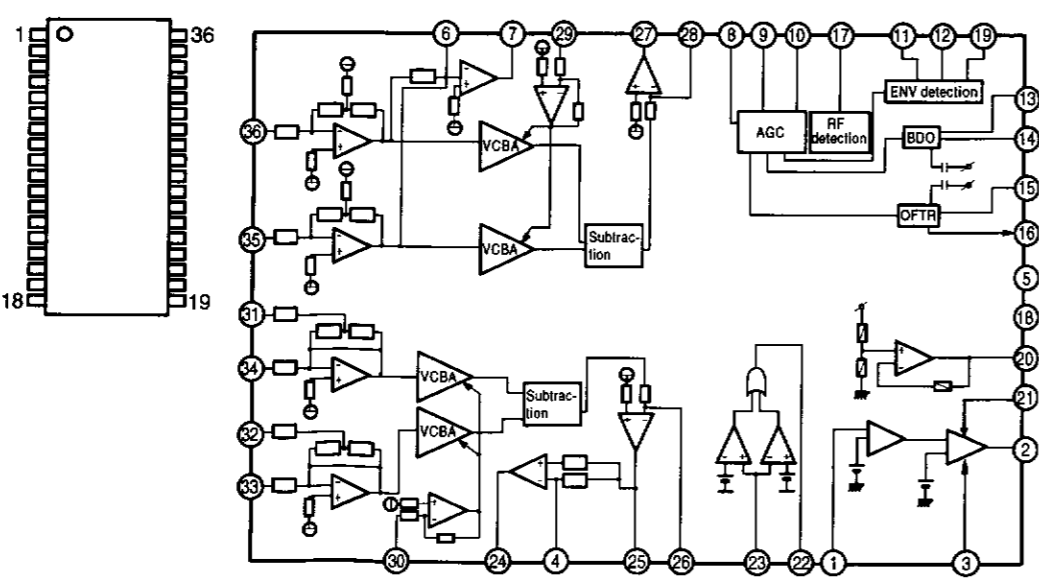 1
36
18
19
6
7
29
27
28
8
9
10
17
11
12
19
36
35
31
34
32
33
VCBA
VCBA
Subtrac-
tion
AGC
RF
detection
ENV detection
BDO
OFTR
13
14
15
16
5
18
20
21
2
VCBA
VCBA
Subtrac-
tion
30
24
4
25
26
23
22
1
3